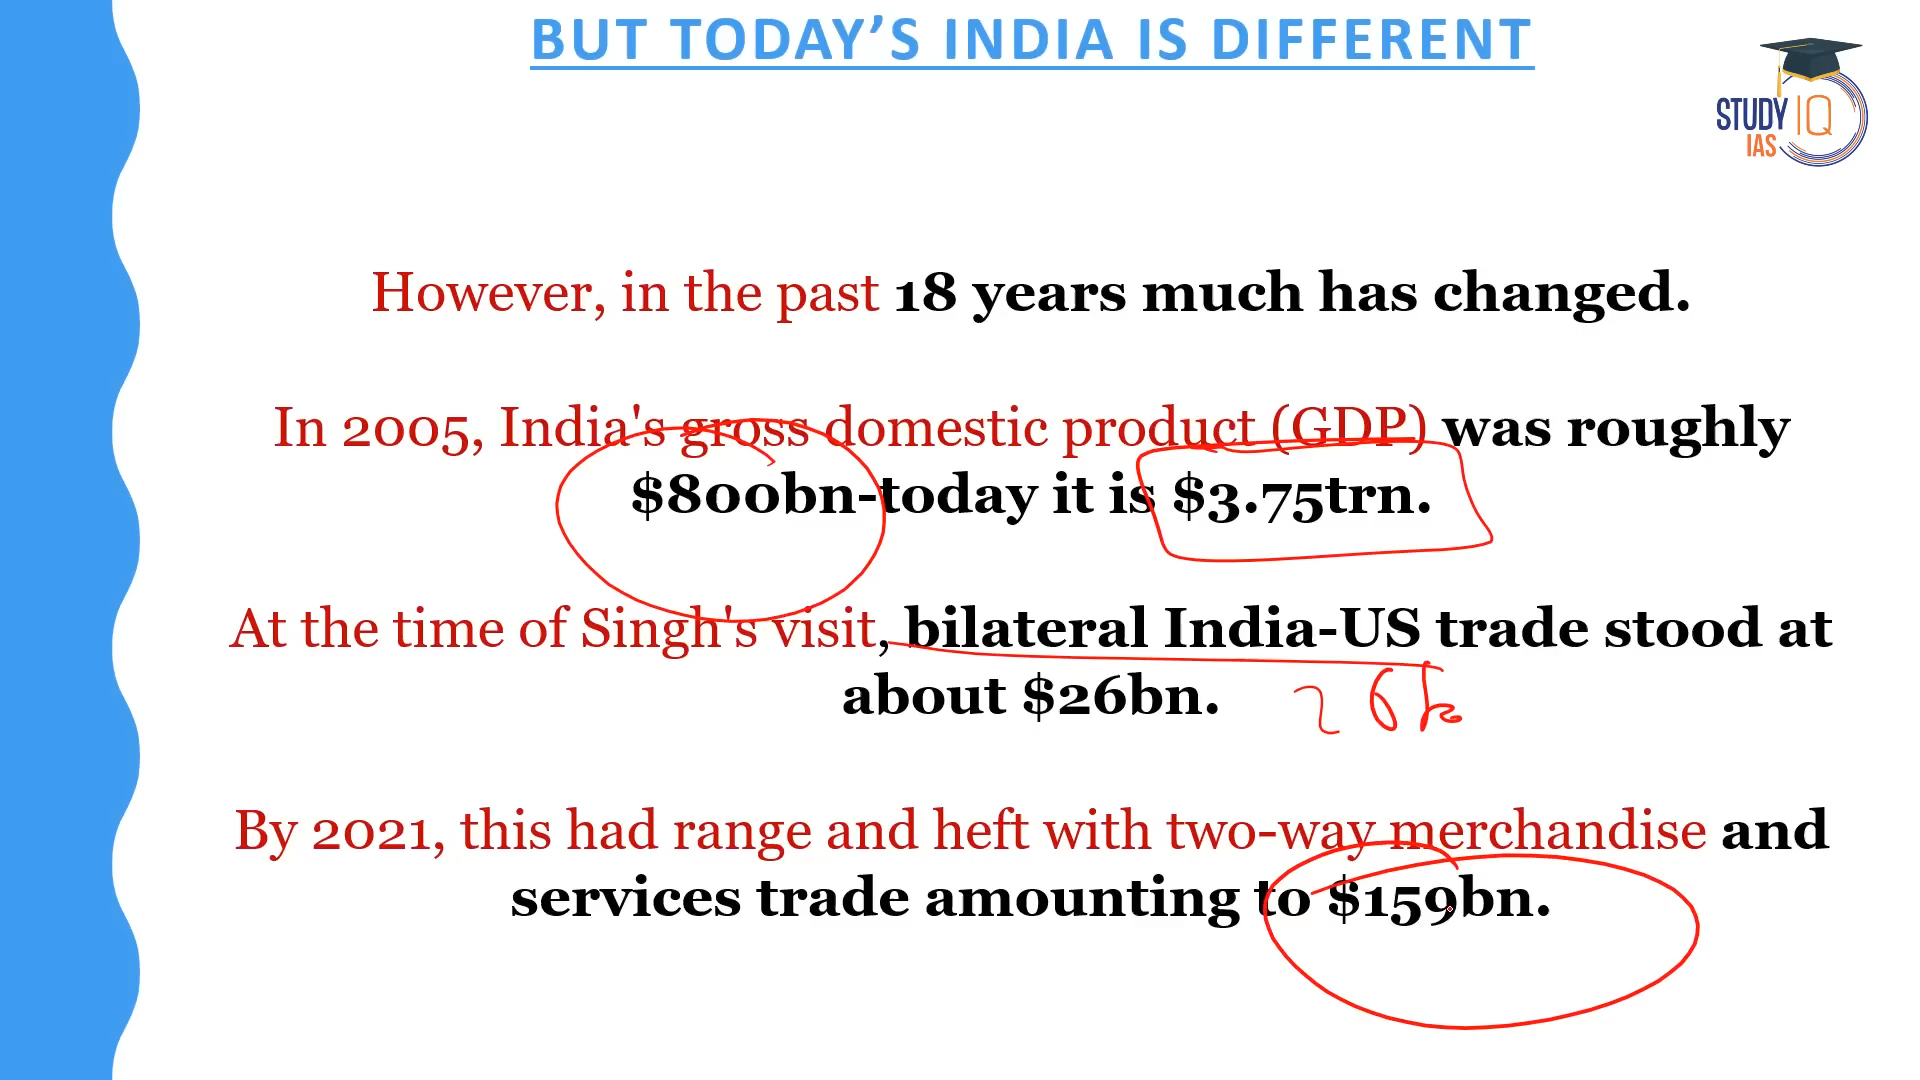 BUT TODAY’S INDIA IS DIFFERENT
STUDY IQ
IAS
However, in the past 18 years much has changed.
In 2005, India's gross domestic product (GDP) was roughly
$800bn-today it is $3.75trn.
At the time of Singh's visit, bilateral India-US trade stood at
about $26bn.
26b
By 2021, this had range and heft with two-way merchandise and
services trade amounting to $159bn.